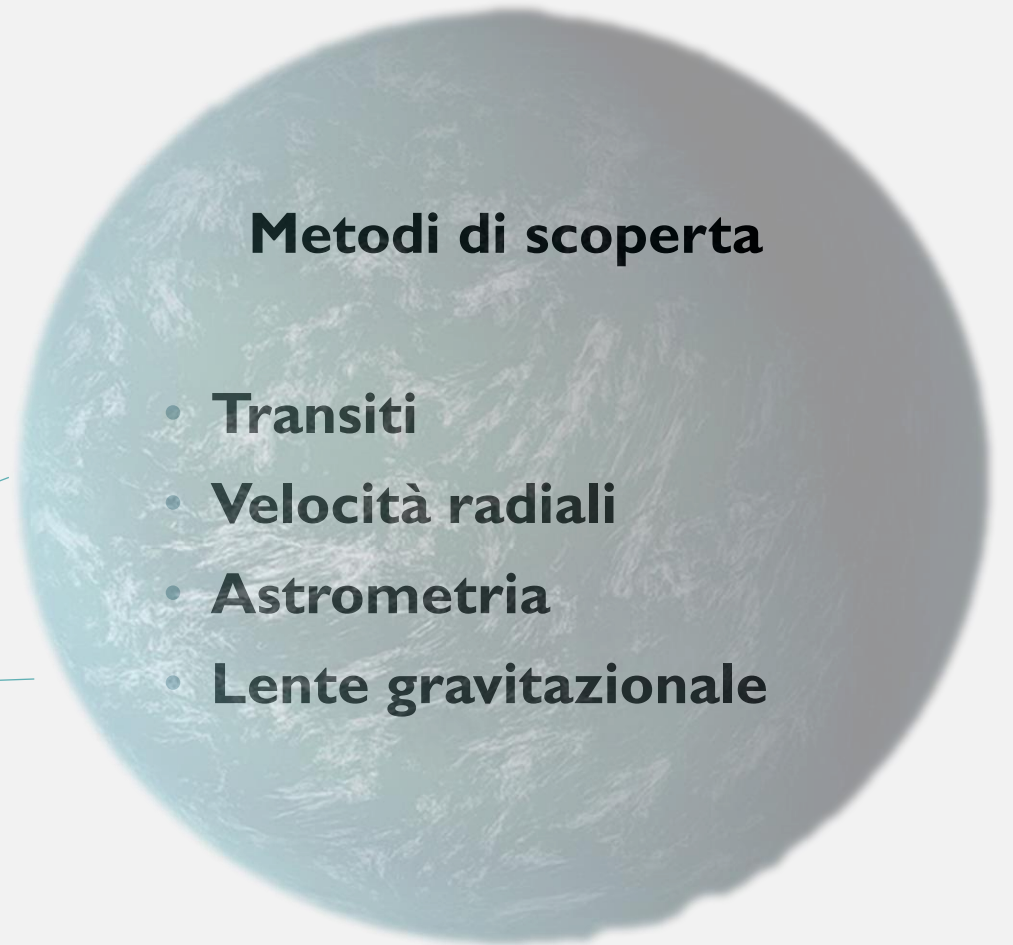 Metodi di scoperta
• Transiti
• Velocità radiali
• Astrometria
• Lente gravitazionale